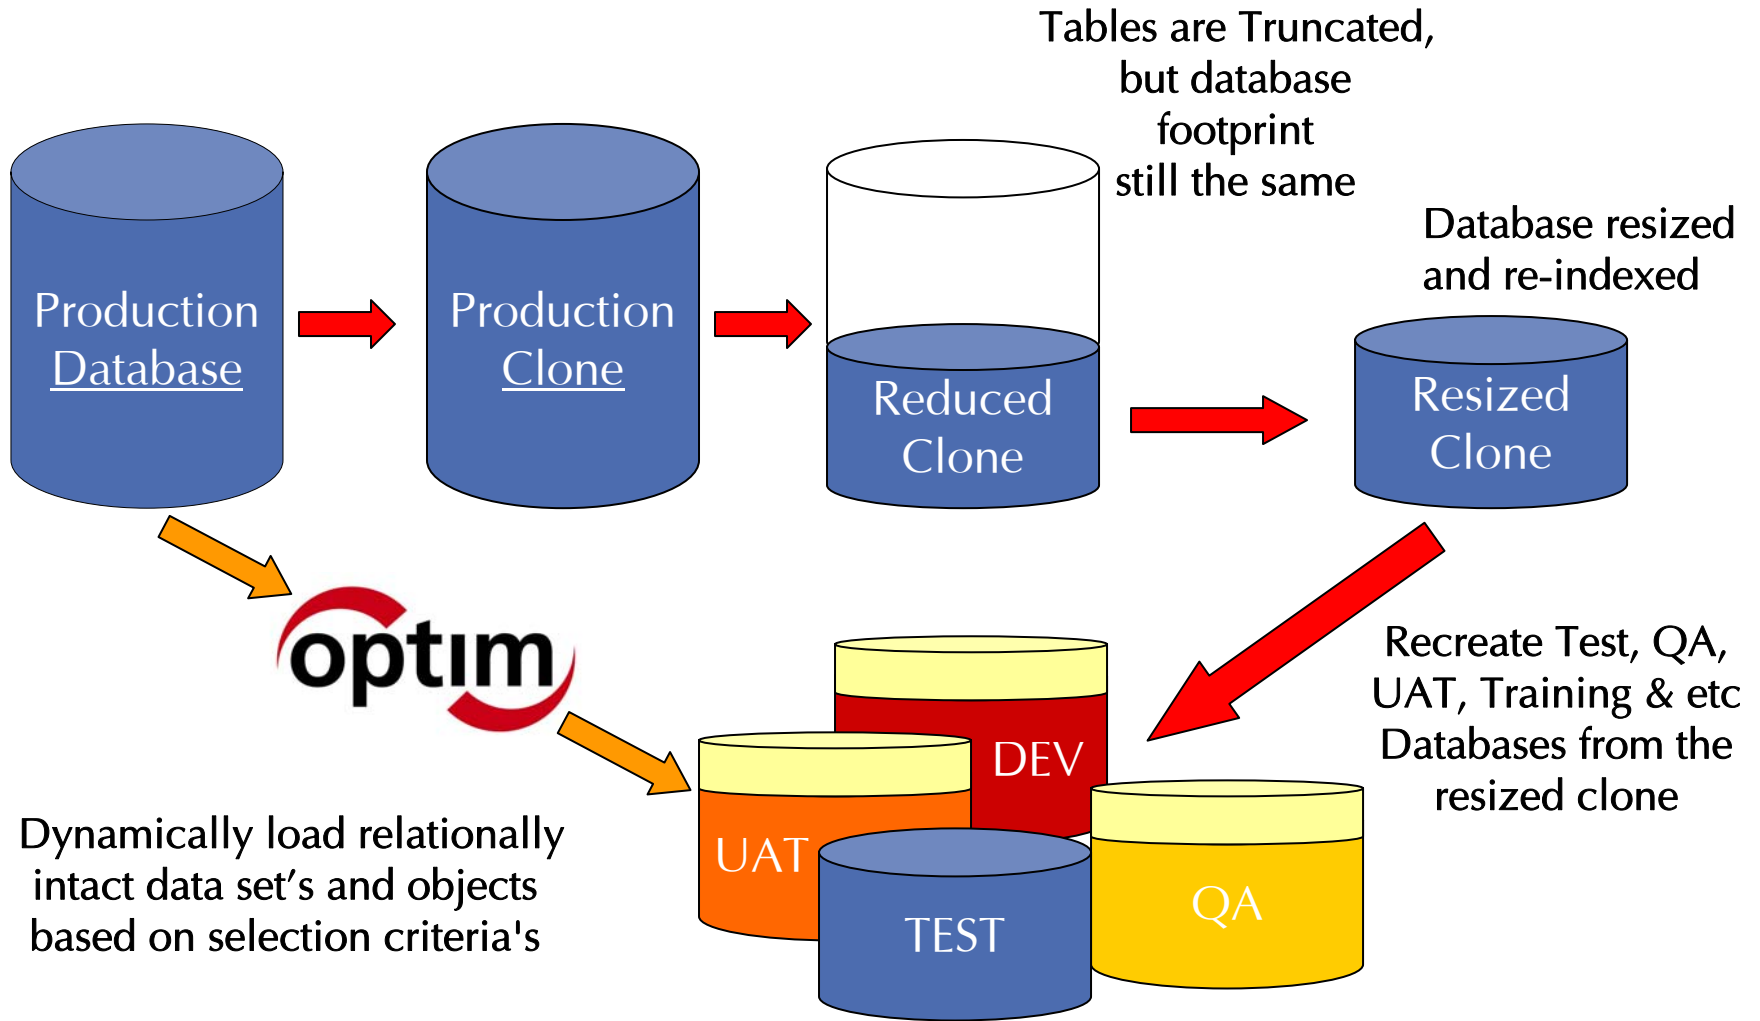 Tables are Truncated,
but database
footprint
still the same
Database resized
and re-indexed
Production
Database
Production
Clone
Reduced
Clone
Resized
Clone
optim
Recreate Test, QA,
UAT, Training & etc
Databases from the
resized clone
DEV
UAT
TEST
QA
Dynamically load relationally
intact data set’s and objects
based on selection criteria's